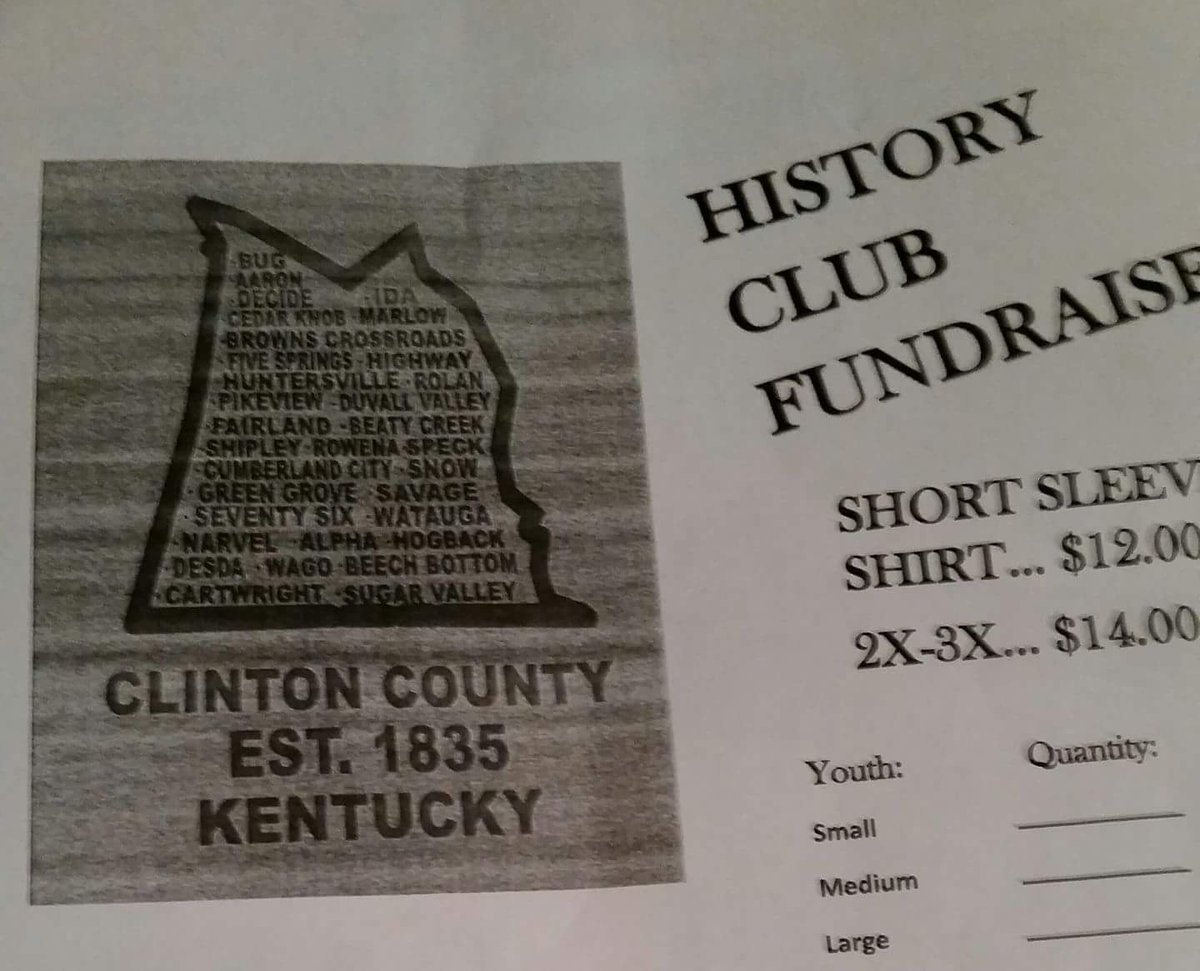 ·BUG
·AARON
·DECIDE ·IDA
CEDAR KNOB ·MARLOW
·BROWNS CROSSROADS
·FIVE SPRINGS ·HIGHWAY
·HUNTERSVILLE ·ROLAN
·PIKEVIEW ·DUVALL VALLEY
·FAIRLAND ·BEATY CREEK
SHIPLEY ·ROWENA ·SPECK
·CUMBERLAND CITY ·SNOW
·GREEN GROVE ·SAVAGE
·SEVENTY SIX ·WATAUGA
·NARVEL ·ALPHA ·HOGBACK
·DESDA ·WAGO ·BEECH BOTTOM
·CARTWRIGHT ·SUGAR VALLEY
CLINTON COUNTY
EST. 1835
KENTUCKY
HISTORY
CLUB
FUNDRAISE
SHORT SLEEV
SHIRT... $12.00
2X-3X... $14.00
Youth: Quantity:
Small
Medium
Large